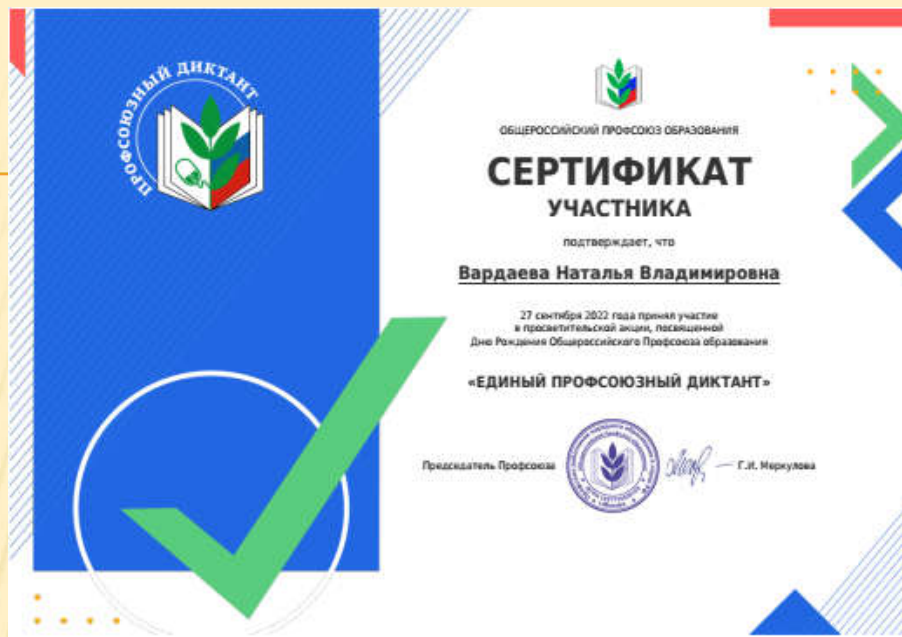 ПРОФСОЮЗНЫЙ ДИКТАНТ
ОБЩЕРОССИЙСКИЙ ПРОФСОЮЗ ОБРАЗОВАНИЯ
СЕРТИФИКАТ
УЧАСТНИКА
подтверждает, что
Вардаева Наталья Владимировна
27 сентября 2022 года принял участие
в просветительской акции, посвященной
Дню Рождения Общероссийского Профсоюза образования
«ЕДИНЫЙ ПРОФСОЮЗНЫЙ ДИКТАНТ»
Председатель Профсоюза
Г.И. Меркулова